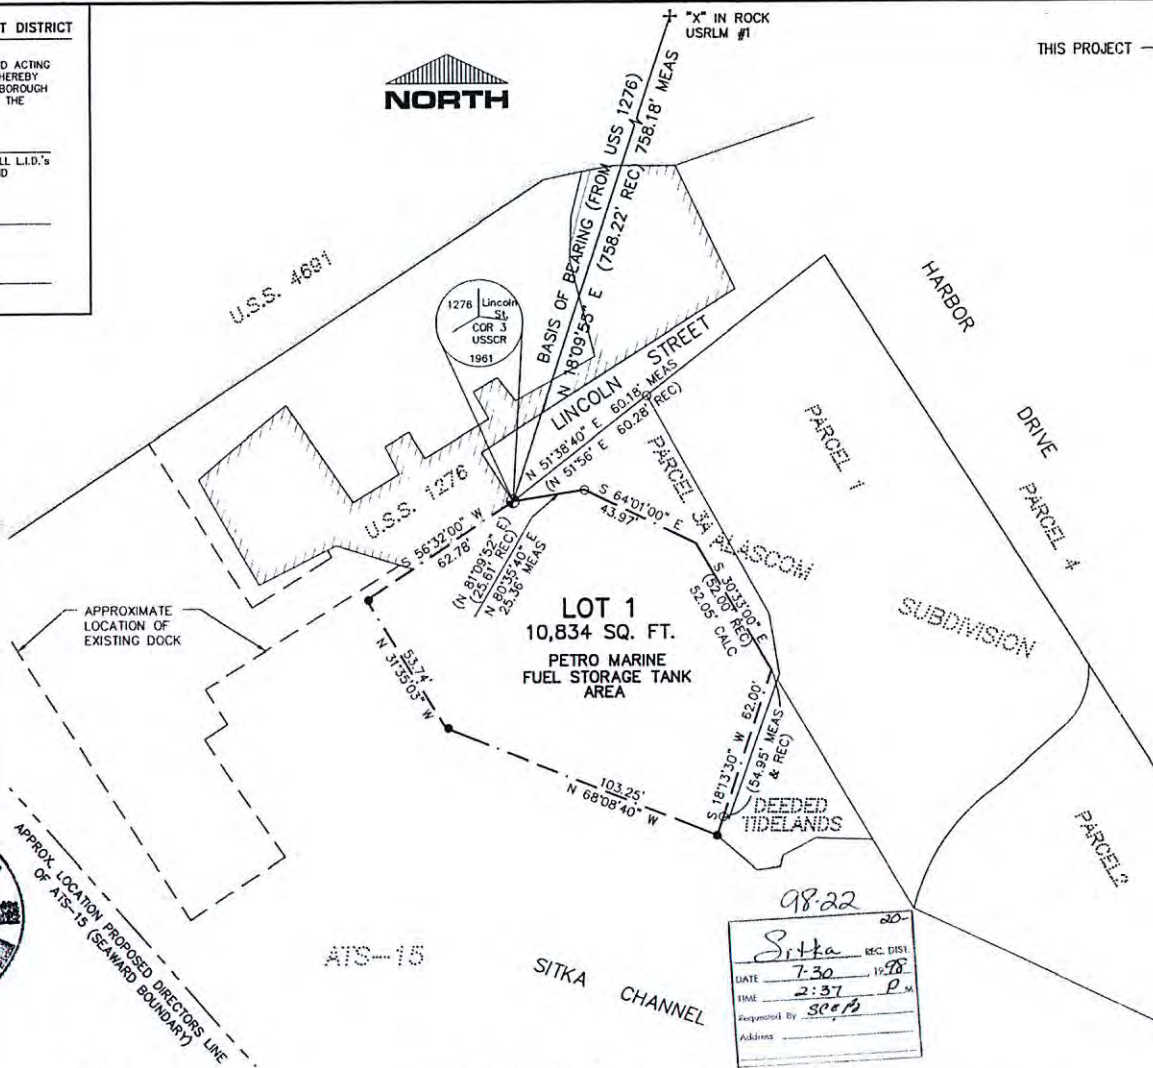 T DISTRICT
D ACTING
HEREBY
BOROUGH
THE
LL L.I.D.'s
D
NORTH
"X" IN ROCK
USRLM #1
THIS PROJECT
BASIS OF BEARING (FROM USS 1276)
N 18°09'55" E (758.22' REC) 758.18' MEAS
U.S.S. 4691
1276 Lincoln
St.
COR 3
USSCR
1961
LINCOLN STREET
N 51°38'40" E 60.18' MEAS
(N 51°56' E 60.28' REC)
HARBOR
DRIVE
PARCEL 1
PARCEL 4
PARCEL 3A
ALASCOM
SUBDIVISION
PARCEL 2
U.S.S. 1276
S 56°32'00" W
62.78'
(N 81°09'52" E)
(25.61' REC)
N 80°35'40" E
25.36' MEAS
S 64°01'00" E
43.97'
S 30°33'00" E
(52.00' REC)
52.05' CALC
LOT 1
10,834 SQ. FT.
PETRO MARINE
FUEL STORAGE TANK
AREA
APPROXIMATE
LOCATION OF
EXISTING DOCK
53.74'
N 31°35'03" W
103.25'
N 68°08'40" W
S 18°13'30" W 62.00'
(54.95' MEAS
& REC)
DEEDED
TIDELANDS
APPROX. LOCATION PROPOSED DIRECTORS LINE
OF ATS-15 (SEAWARD BOUNDARY)
ATS-15
SITKA CHANNEL
98-22
20-
Sitka REC. DIST.
DATE 7-30 1998
TIME 2:37 P M
Requested By
Address